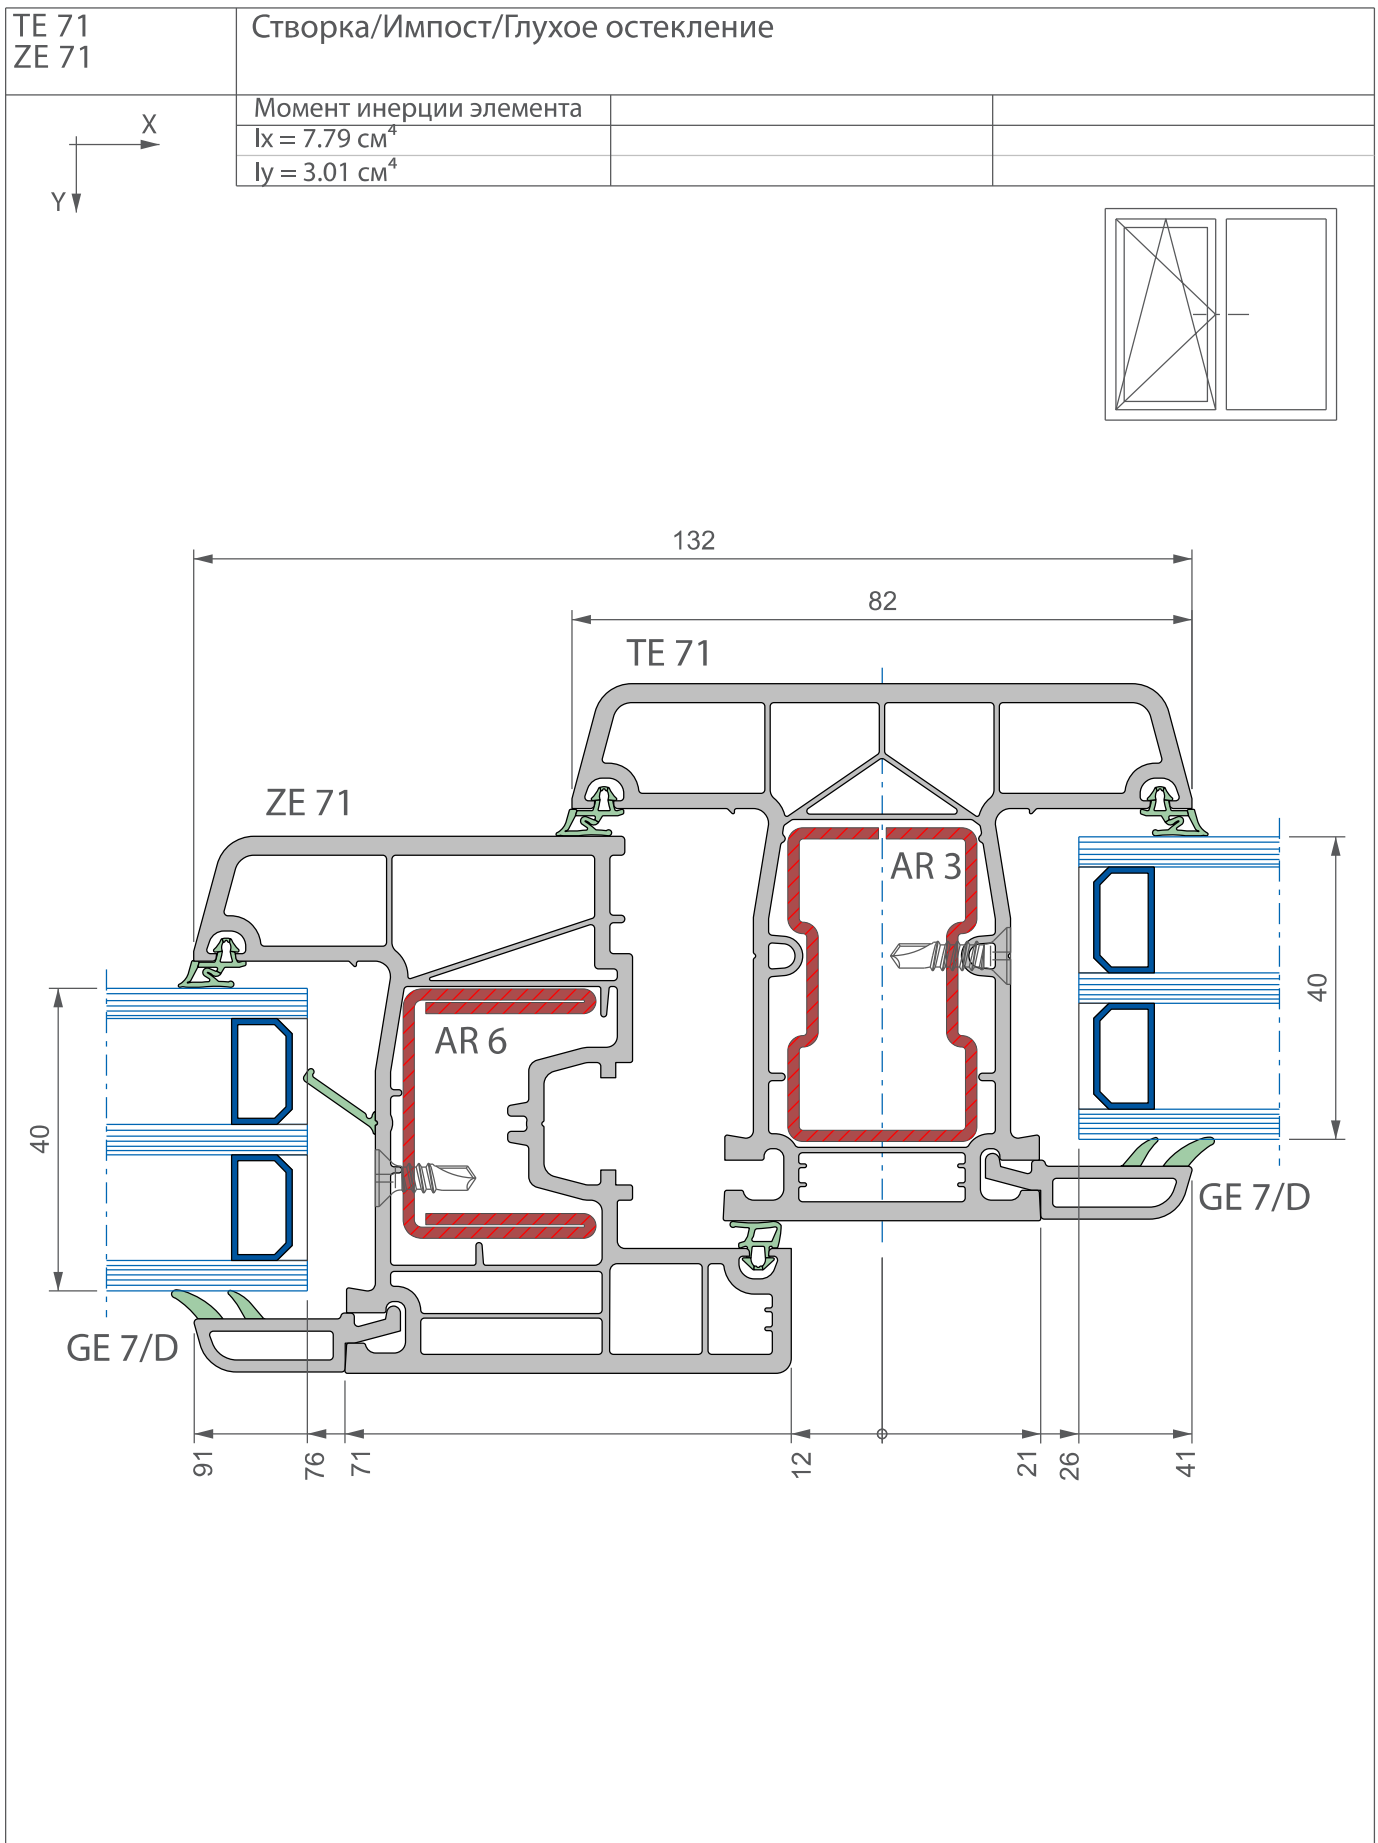 TE 71
ZE 71
Створка/Импост/Глухое остекление
Момент инерции элемента
Ix = 7.79 см⁴
Iy = 3.01 см⁴
X
Y
132
82
TE 71
ZE 71
AR 3
AR 6
40
40
GE 7/D
GE 7/D
91
76
71
12
21
26
41